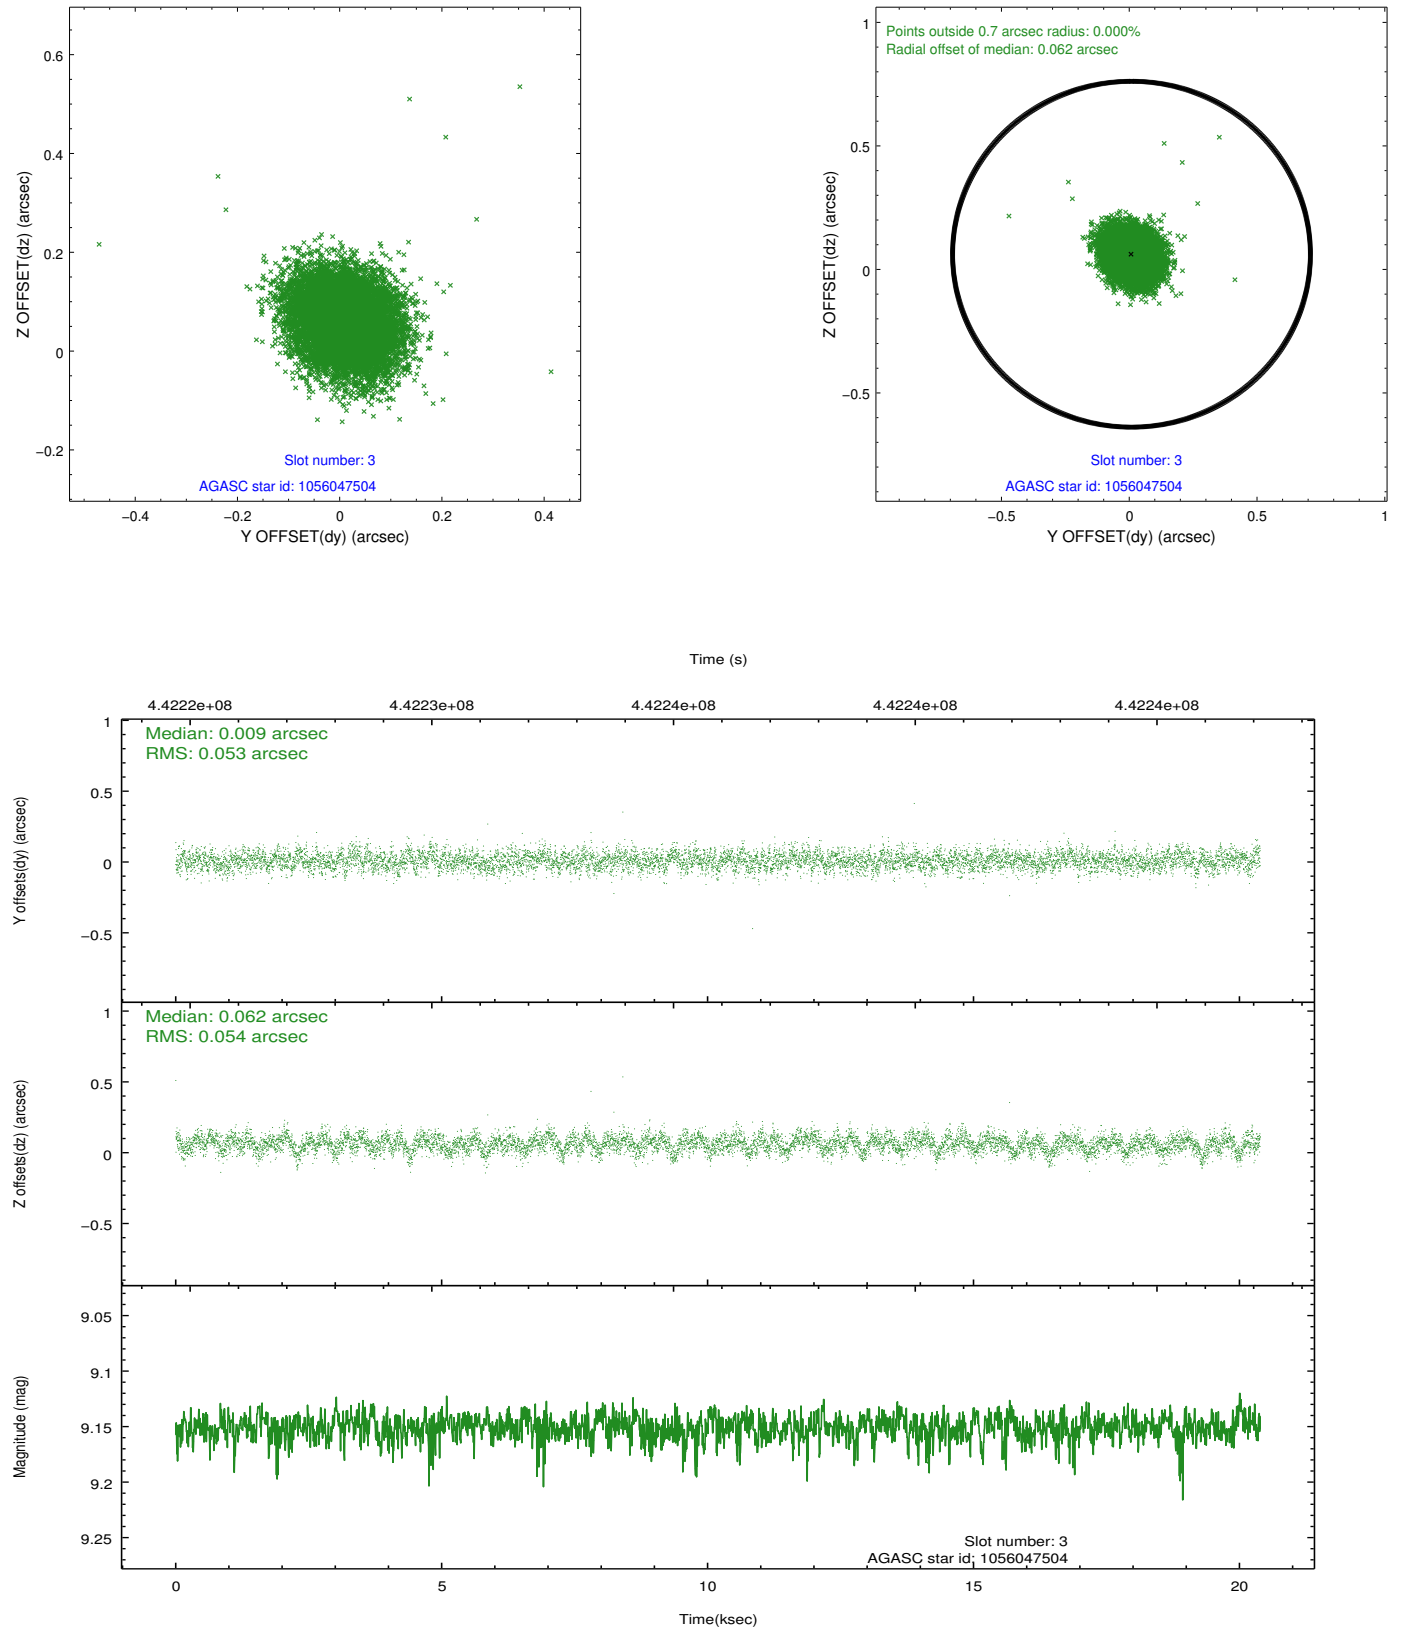 0.6
0.4
0.2
0
−0.2
Z OFFSET(dz) (arcsec)
Slot number: 3
AGASC star id: 1056047504
−0.4 −0.2 0 0.2 0.4
Y OFFSET(dy) (arcsec)
Points outside 0.7 arcsec radius: 0.000%
Radial offset of median: 0.062 arcsec
1
0.5
0
−0.5
Z OFFSET(dz) (arcsec)
Slot number: 3
AGASC star id: 1056047504
−0.5 0 0.5 1
Y OFFSET(dy) (arcsec)
Time (s)
4.4222e+08 4.4223e+08 4.4224e+08 4.4224e+08 4.4224e+08
Median: 0.009 arcsec
RMS: 0.053 arcsec
1
0.5
0
−0.5
Y offsets(dy) (arcsec)
Median: 0.062 arcsec
RMS: 0.054 arcsec
1
0.5
0
−0.5
Z offsets(dz) (arcsec)
9.05
9.1
9.15
9.2
9.25
Magnitude (mag)
Slot number: 3
AGASC star id: 1056047504
0 5 10 15 20
Time(ksec)